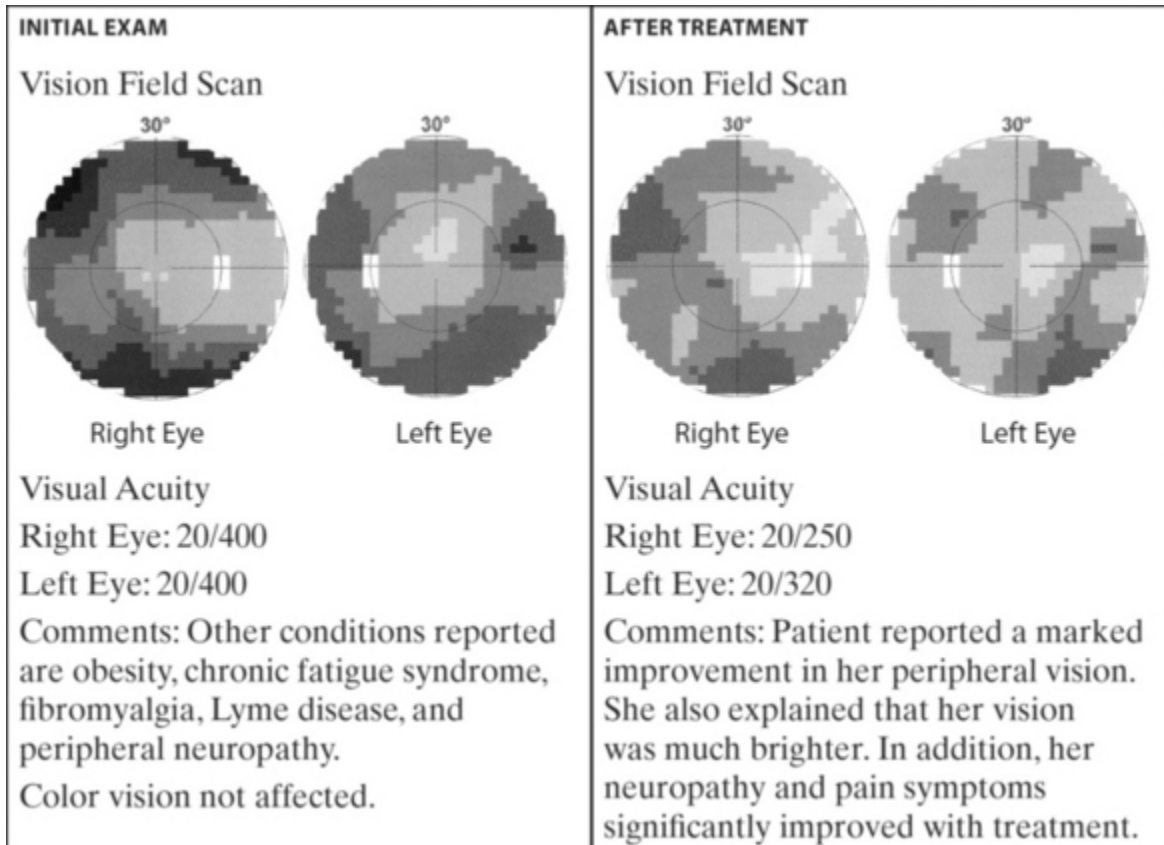 INITIAL EXAM
Vision Field Scan
30°
30°
Right Eye
Left Eye
Visual Acuity
Right Eye: 20/400
Left Eye: 20/400
Comments: Other conditions reported
are obesity, chronic fatigue syndrome,
fibromyalgia, Lyme disease, and
peripheral neuropathy.
Color vision not affected.
AFTER TREATMENT
Vision Field Scan
30°
30°
Right Eye
Left Eye
Visual Acuity
Right Eye: 20/250
Left Eye: 20/320
Comments: Patient reported a marked
improvement in her peripheral vision.
She also explained that her vision
was much brighter. In addition, her
neuropathy and pain symptoms
significantly improved with treatment.